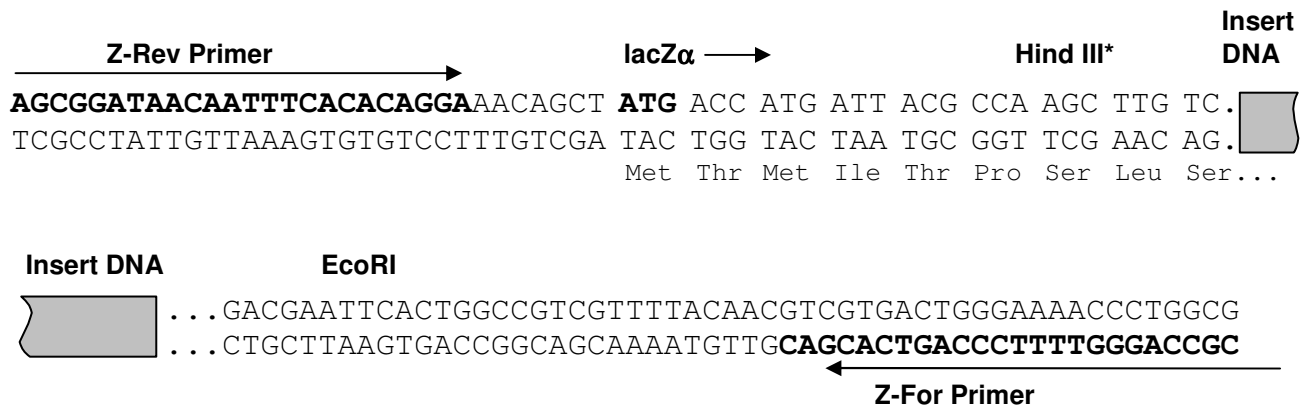 Insert
Z-Rev Primer lacZα Hind III* DNA
AGCGGATAACAATTTCACACAGGAAACAGCT ATG ACC ATG ATT ACG CCA AGC TTG TC.
TCGCCTATTGTTAAAGTGTGTCCTTTGTCGA TAC TGG TAC TAA TGC GGT TCG AAC AG.
Met Thr Met Ile Thr Pro Ser Leu Ser...
Insert DNA EcoRI
...GACGAATTCACTGGCCGTCGTTTTACAACGTCGTGACTGGGAAAACCCTGGCG
...CTGCTTAAGTGACCGGCAGCAAAATGTTGCAGCACTGACCCTTTTGGGACCGC
Z-For Primer